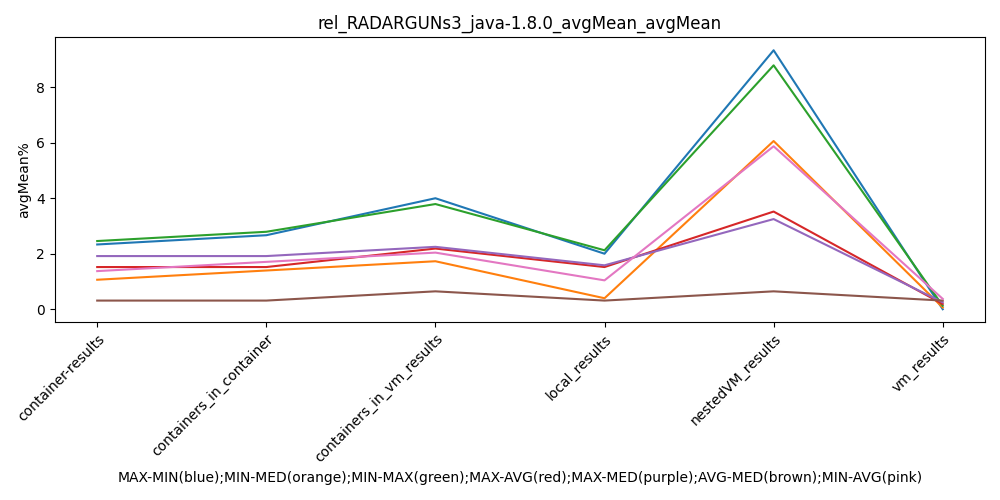 rel_RADARGUNs3_java-1.8.0_avgMean_avgMean
avgMean%
8
6
4
2
0
container-results
containers_in_container
containers_in_vm_results
local_results
nestedVM_results
vm_results
MAX-MIN(blue);MIN-MED(orange);MIN-MAX(green);MAX-AVG(red);MAX-MED(purple);AVG-MED(brown);MIN-AVG(pink)